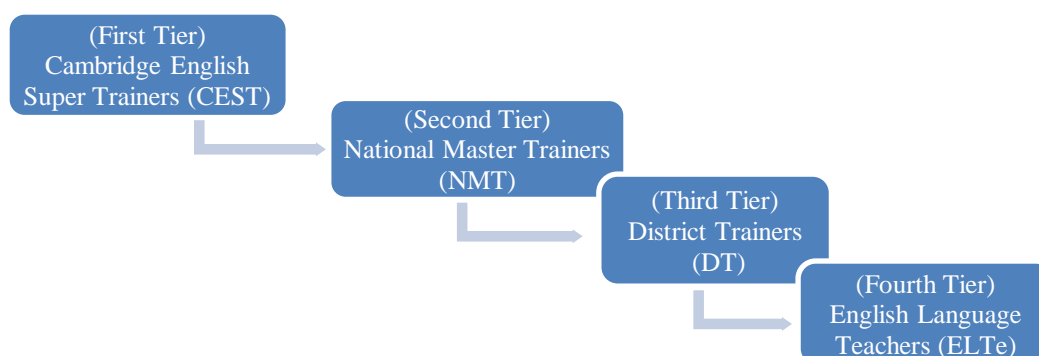 (First Tier)
Cambridge English
Super Trainers (CEST)
(Second Tier)
National Master Trainers
(NMT)
(Third Tier)
District Trainers
(DT)
(Fourth Tier)
English Language
Teachers (ELTe)